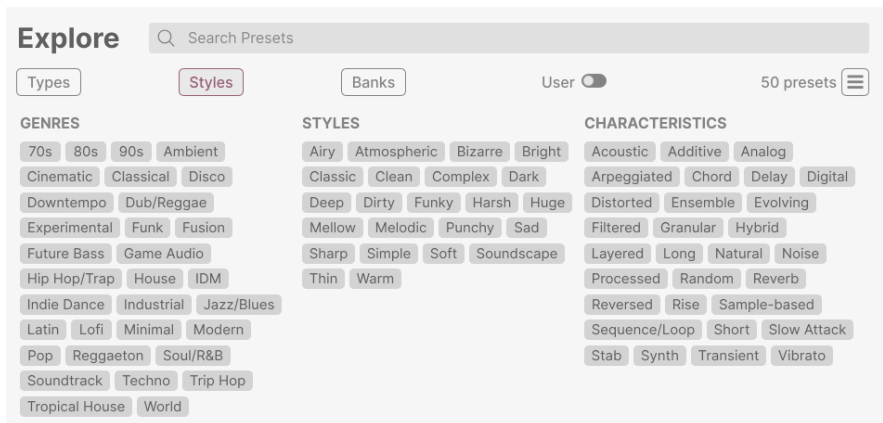 Explore Search Presets
Types Styles Banks User 50 presets
GENRES
70s 80s 90s Ambient
Cinematic Classical Disco
Downtempo Dub/Reggae
Experimental Funk Fusion
Future Bass Game Audio
Hip Hop/Trap House IDM
Indie Dance Industrial Jazz/Blues
Latin Lofi Minimal Modern
Pop Reggaeton Soul/R&B
Soundtrack Techno Trip Hop
Tropical House World
STYLES
Airy Atmospheric Bizarre Bright
Classic Clean Complex Dark
Deep Dirty Funky Harsh Huge
Mellow Melodic Punchy Sad
Sharp Simple Soft Soundscape
Thin Warm
CHARACTERISTICS
Acoustic Additive Analog
Arpeggiated Chord Delay Digital
Distorted Ensemble Evolving
Filtered Granular Hybrid
Layered Long Natural Noise
Processed Random Reverb
Reversed Rise Sample-based
Sequence/Loop Short Slow Attack
Stab Synth Transient Vibrato